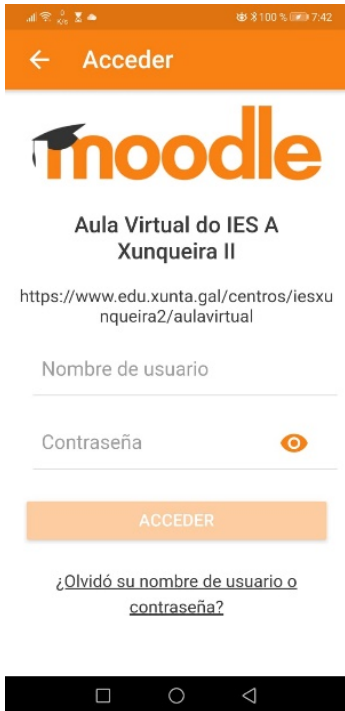 0 K/s 100 % 7:42
Acceder
moodle
Aula Virtual do IES A
Xunqueira II
https://www.edu.xunta.gal/centros/iesxu
nqueira2/aulavirtual
Nombre de usuario
Contraseña
ACCEDER
¿Olvidó su nombre de usuario o
contraseña?